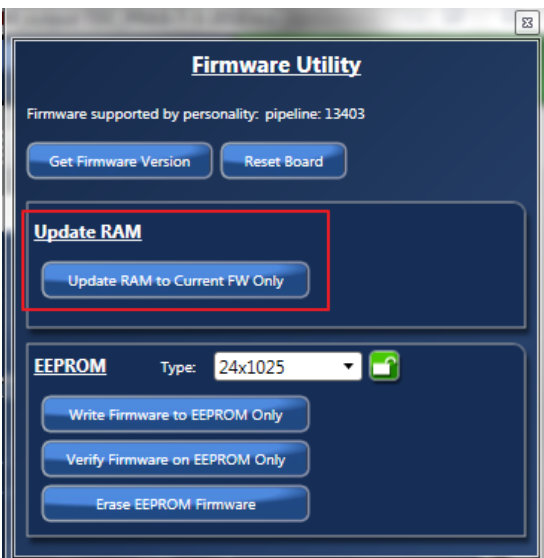 Firmware Utility
Firmware supported by personality: pipeline: 13403
Get Firmware Version Reset Board
Update RAM
Update RAM to Current FW Only
EEPROM Type: 24x1025
Write Firmware to EEPROM Only
Verify Firmware on EEPROM Only
Erase EEPROM Firmware